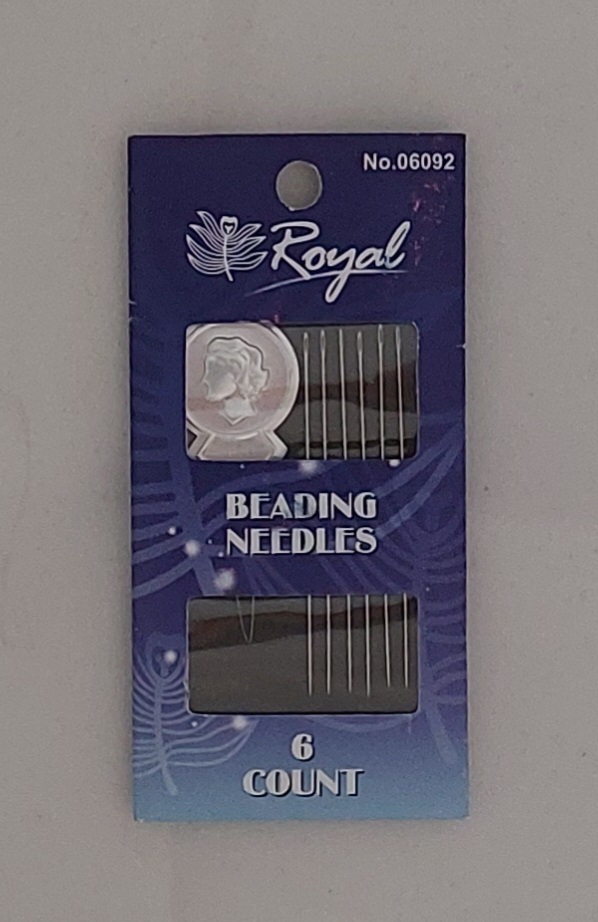 No.06092
Royal
BEADING
NEEDLES
6
COUNT